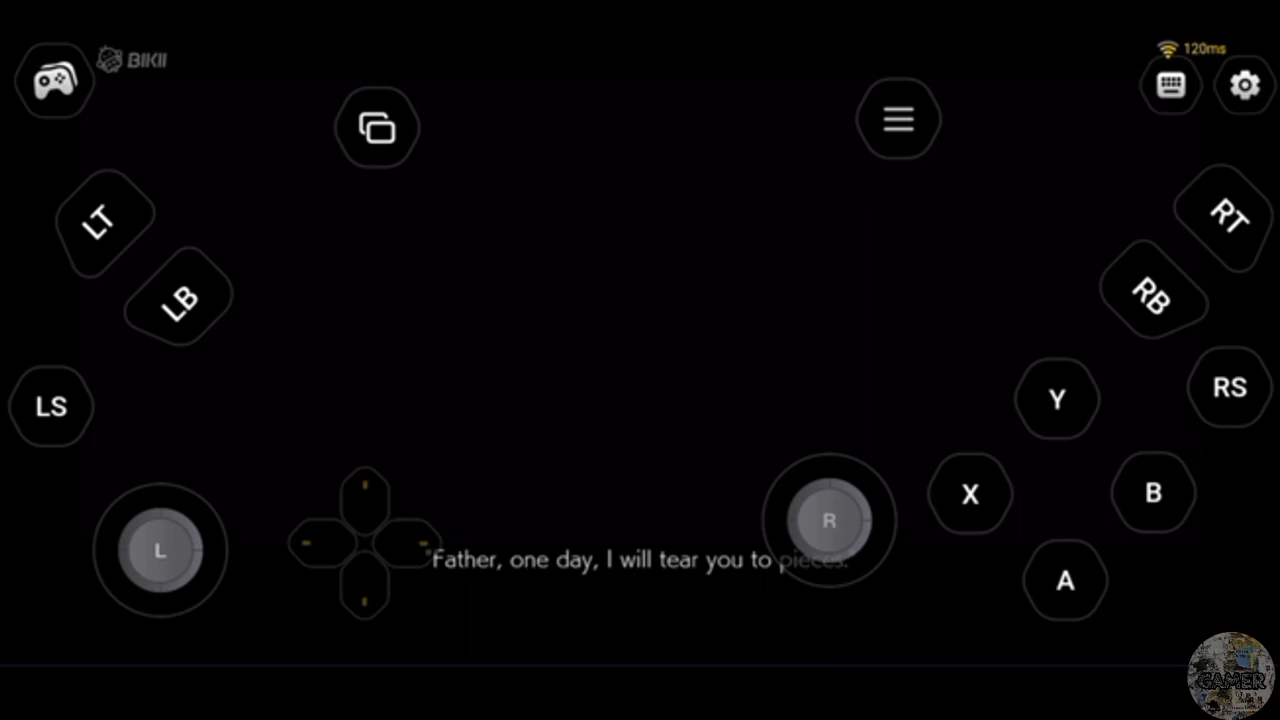 BIKII
120ms
LT
RT
LB
RB
LS
RS
Y
X
B
L
R
"Father, one day, I will tear you to pieces."
A
GAMER